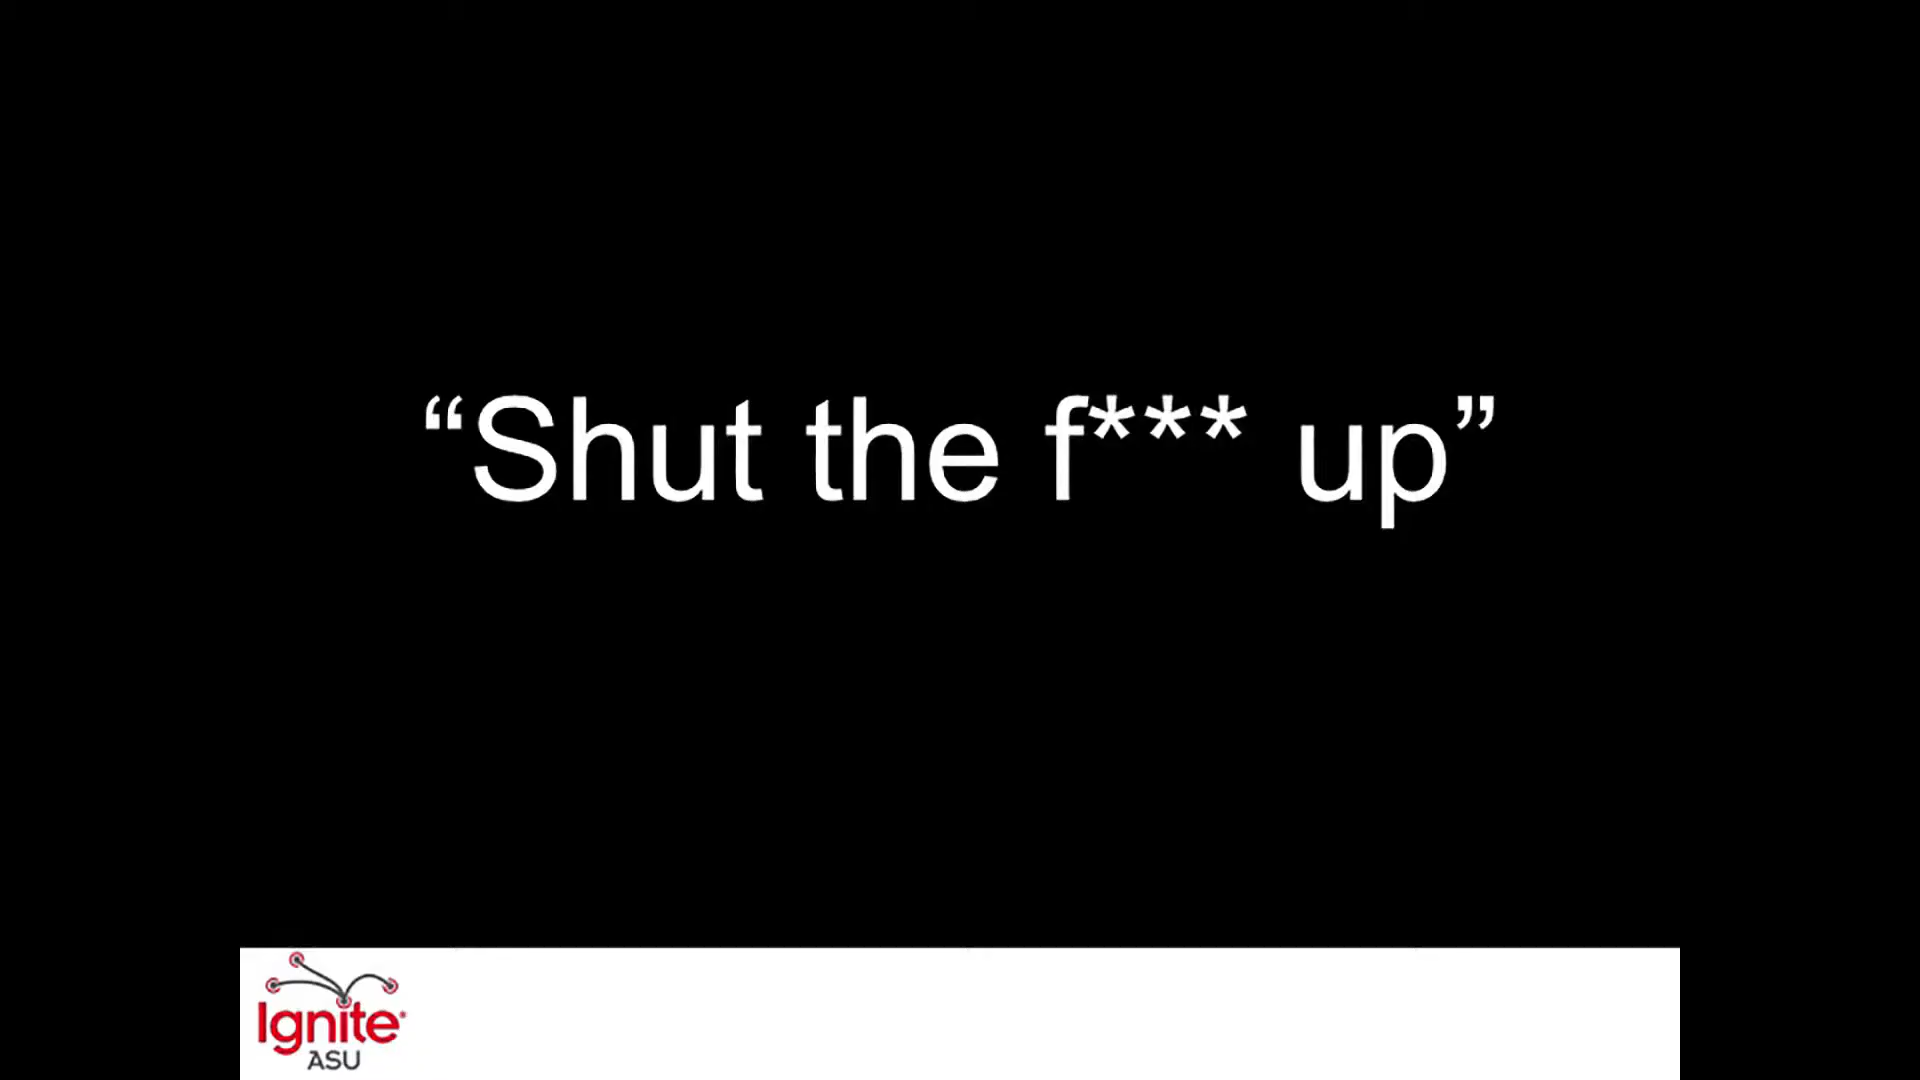 “Shut the f*** up”
Ignite
ASU